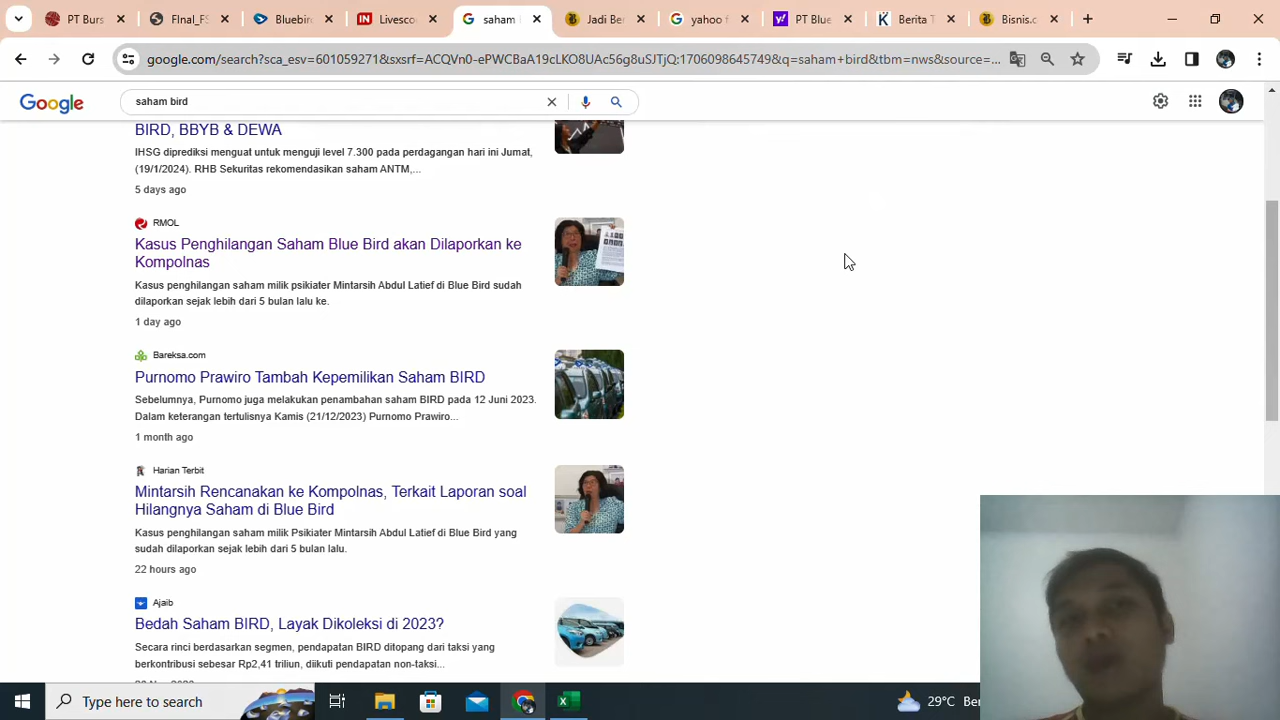 PT Burs
FInal_FS
Bluebir
Livesco
saham
Jadi Ber
yahoo f
PT Blue
Berita T
Bisnis.c
google.com/search?sca_esv=601059271&sxsrf=ACQVn0-ePWCBaA19cLKO8UAc56g8uSJTjQ:1706098645749&q=saham+bird&tbm=nws&source=...
Google
saham bird
BIRD, BBYB & DEWA
IHSG diprediksi menguat untuk menguji level 7.300 pada perdagangan hari ini Jumat,
(19/1/2024). RHB Sekuritas rekomendasikan saham ANTM,...
5 days ago
RMOL
Kasus Penghilangan Saham Blue Bird akan Dilaporkan ke
Kompolnas
Kasus penghilangan saham milik psikiater Mintarsih Abdul Latief di Blue Bird sudah
dilaporkan sejak lebih dari 5 bulan lalu ke.
1 day ago
Bareksa.com
Purnomo Prawiro Tambah Kepemilikan Saham BIRD
Sebelumnya, Purnomo juga melakukan penambahan saham BIRD pada 12 Juni 2023.
Dalam keterangan tertulisnya Kamis (21/12/2023) Purnomo Prawiro...
1 month ago
Harian Terbit
Mintarsih Rencanakan ke Kompolnas, Terkait Laporan soal
Hilangnya Saham di Blue Bird
Kasus penghilangan saham milik Psikiater Mintarsih Abdul Latief di Blue Bird yang
sudah dilaporkan sejak lebih dari 5 bulan lalu.
22 hours ago
Ajaib
Bedah Saham BIRD, Layak Dikoleksi di 2023?
Secara rinci berdasarkan segmen, pendapatan BIRD ditopang dari taksi yang
berkontribusi sebesar Rp2,41 triliun, diikuti pendapatan non-taksi...
Type here to search
29°C Ber